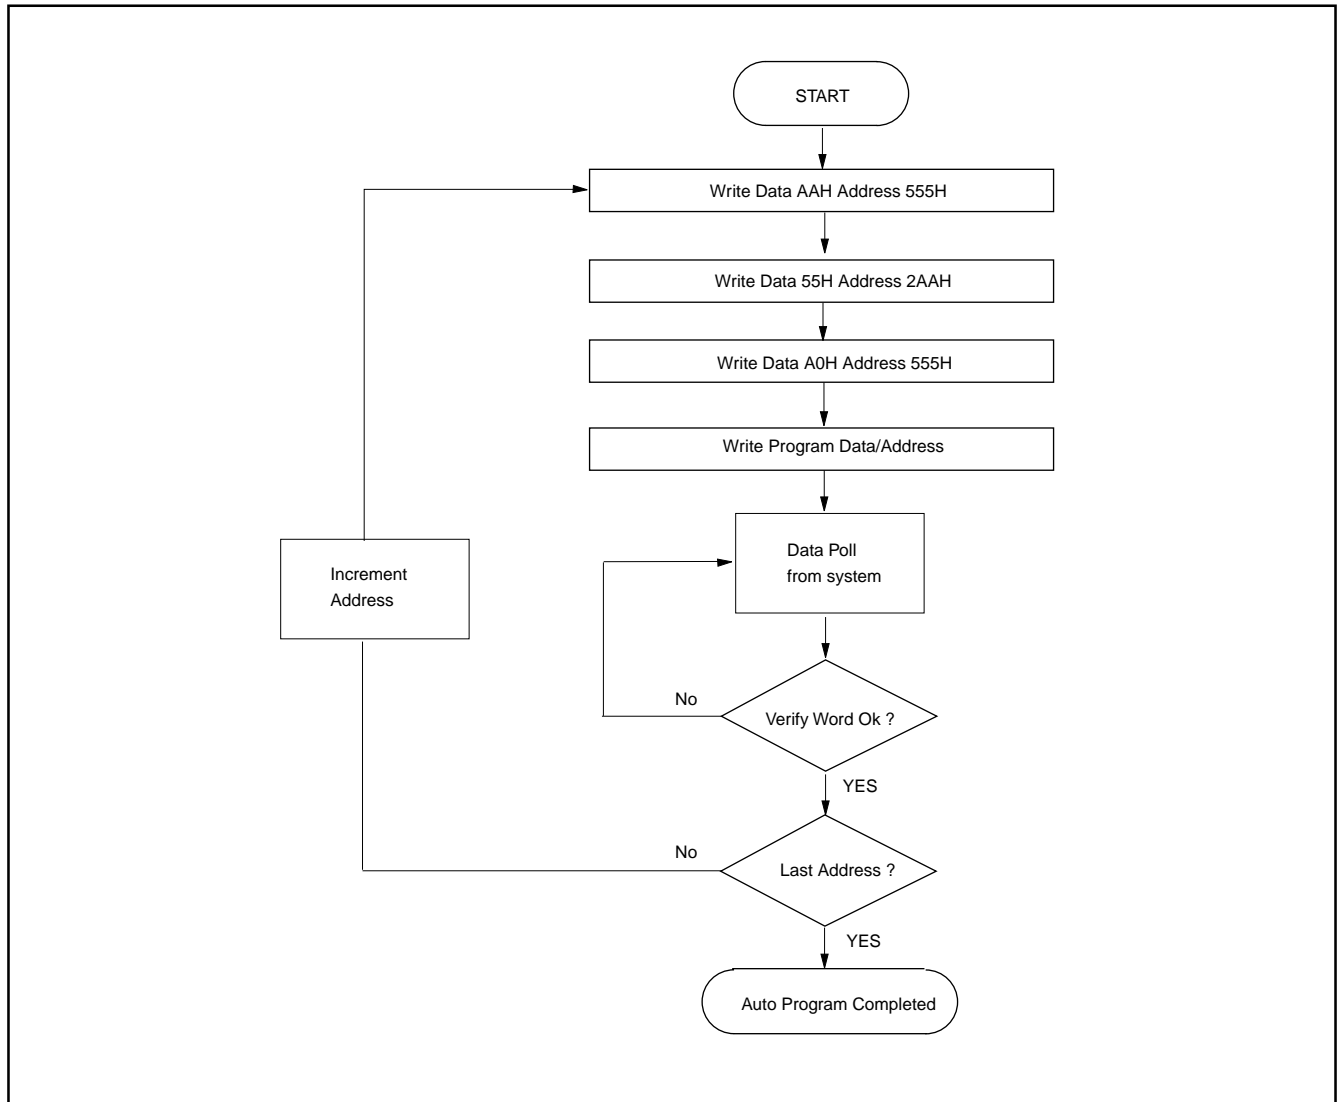 START
Write Data AAH Address 555H
Write Data 55H Address 2AAH
Write Data A0H Address 555H
Write Program Data/Address
Data Poll
from system
Increment
Address
No
Verify Word Ok ?
YES
No
Last Address ?
YES
Auto Program Completed